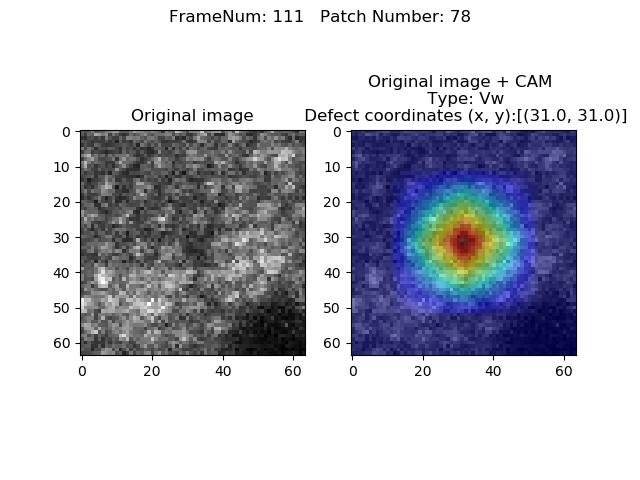 FrameNum: 111   Patch Number: 78
Original image
Original image + CAM
Type: Vw
Defect coordinates (x, y):[(31.0, 31.0)]
0
10
20
30
40
50
60
0 20 40 60
0
10
20
30
40
50
60
0 20 40 60